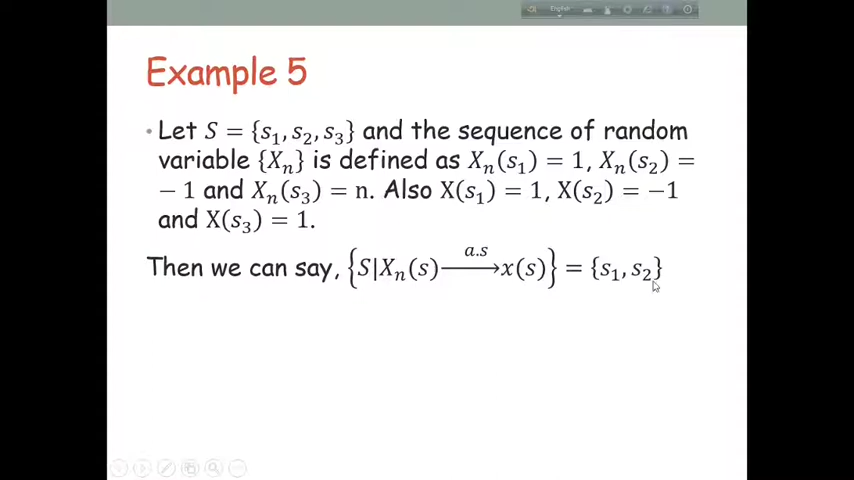 English
Example 5
• Let S = {s₁, s₂, s₃} and the sequence of random
variable {Xₙ} is defined as Xₙ(s₁) = 1, Xₙ(s₂) =
− 1 and Xₙ(s₃) = n. Also X(s₁) = 1, X(s₂) = −1
and X(s₃) = 1.
Then we can say, {S|Xₙ(s) —a.s→ x(s)} = {s₁, s₂}